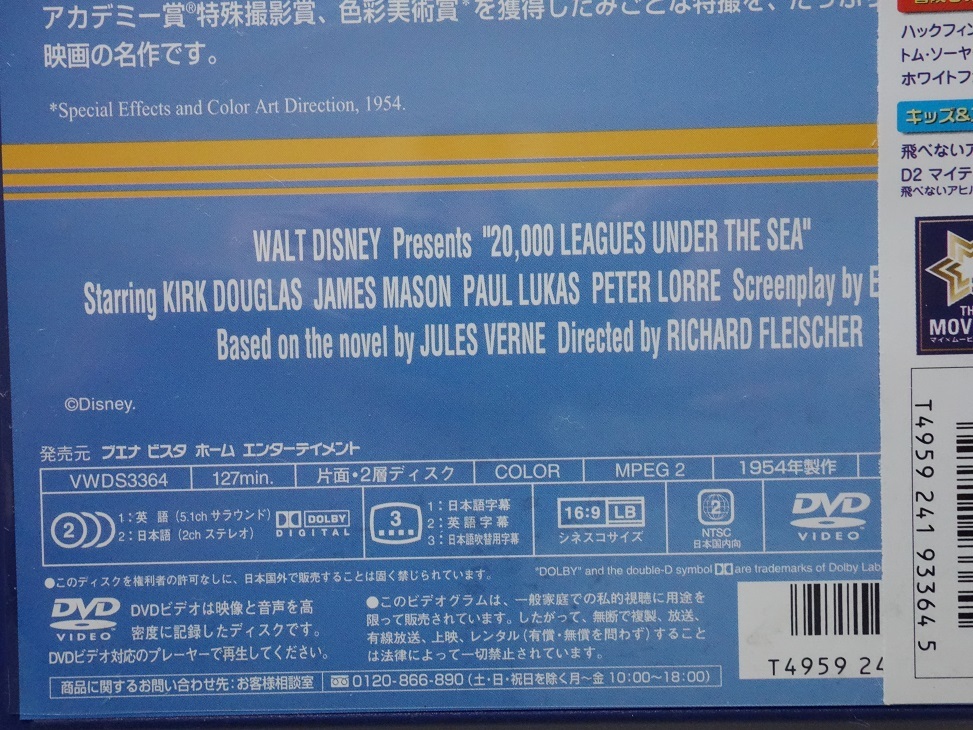 アカデミー賞®特殊撮影賞、色彩美術賞*を獲得したみごとな特撮を、たっぷり
映画の名作です。
*Special Effects and Color Art Direction, 1954.
WALT DISNEY Presents "20,000 LEAGUES UNDER THE SEA"
Starring KIRK DOUGLAS JAMES MASON PAUL LUKAS PETER LORRE Screenplay by
Based on the novel by JULES VERNE Directed by RICHARD FLEISCHER
©Disney.
発売元 ブエナ ビスタ ホーム エンターテイメント
VWDS3364 127min. 片面・2層ディスク COLOR MPEG 2 1954年製作
2 1:英 語 (5.1ch サラウンド)
2:日本語 (2ch ステレオ)
DOLBY
DIGITAL
3
1:日本語字幕
2:英 語 字 幕
3:日本語吹替用字幕
16:9 LB
シネスコサイズ
2
NTSC
日本国内向
DVD
VIDEO
●このディスクを権利者の許可なしに、日本国外で販売することは固く禁じられています。
"DOLBY" and the double-D symbol are trademarks of Dolby
DVD
VIDEO
DVDビデオは映像と音声を高
密度に記録したディスクです。
DVDビデオ対応のプレーヤーで再生してください。
●このビデオグラムは、一般家庭での私的視聴に用途を
限って販売されています。したがって、無断で複製、放送、
有線放送、上映、レンタル(有償・無償を問わず)すること
は法律によって一切禁止されています。
商品に関するお問い合わせ先:お客様相談室 0120-866-890 (土・日・祝日を除く月~金 10:00~18:00)
T4959 24
ハックフィン
トム・ソーヤ
ホワイトフ
キッズ&
飛べないア
D2 マイテ
飛べないアヒル
TH
MOV
マイ×ムービ
T4959 241 93364 5